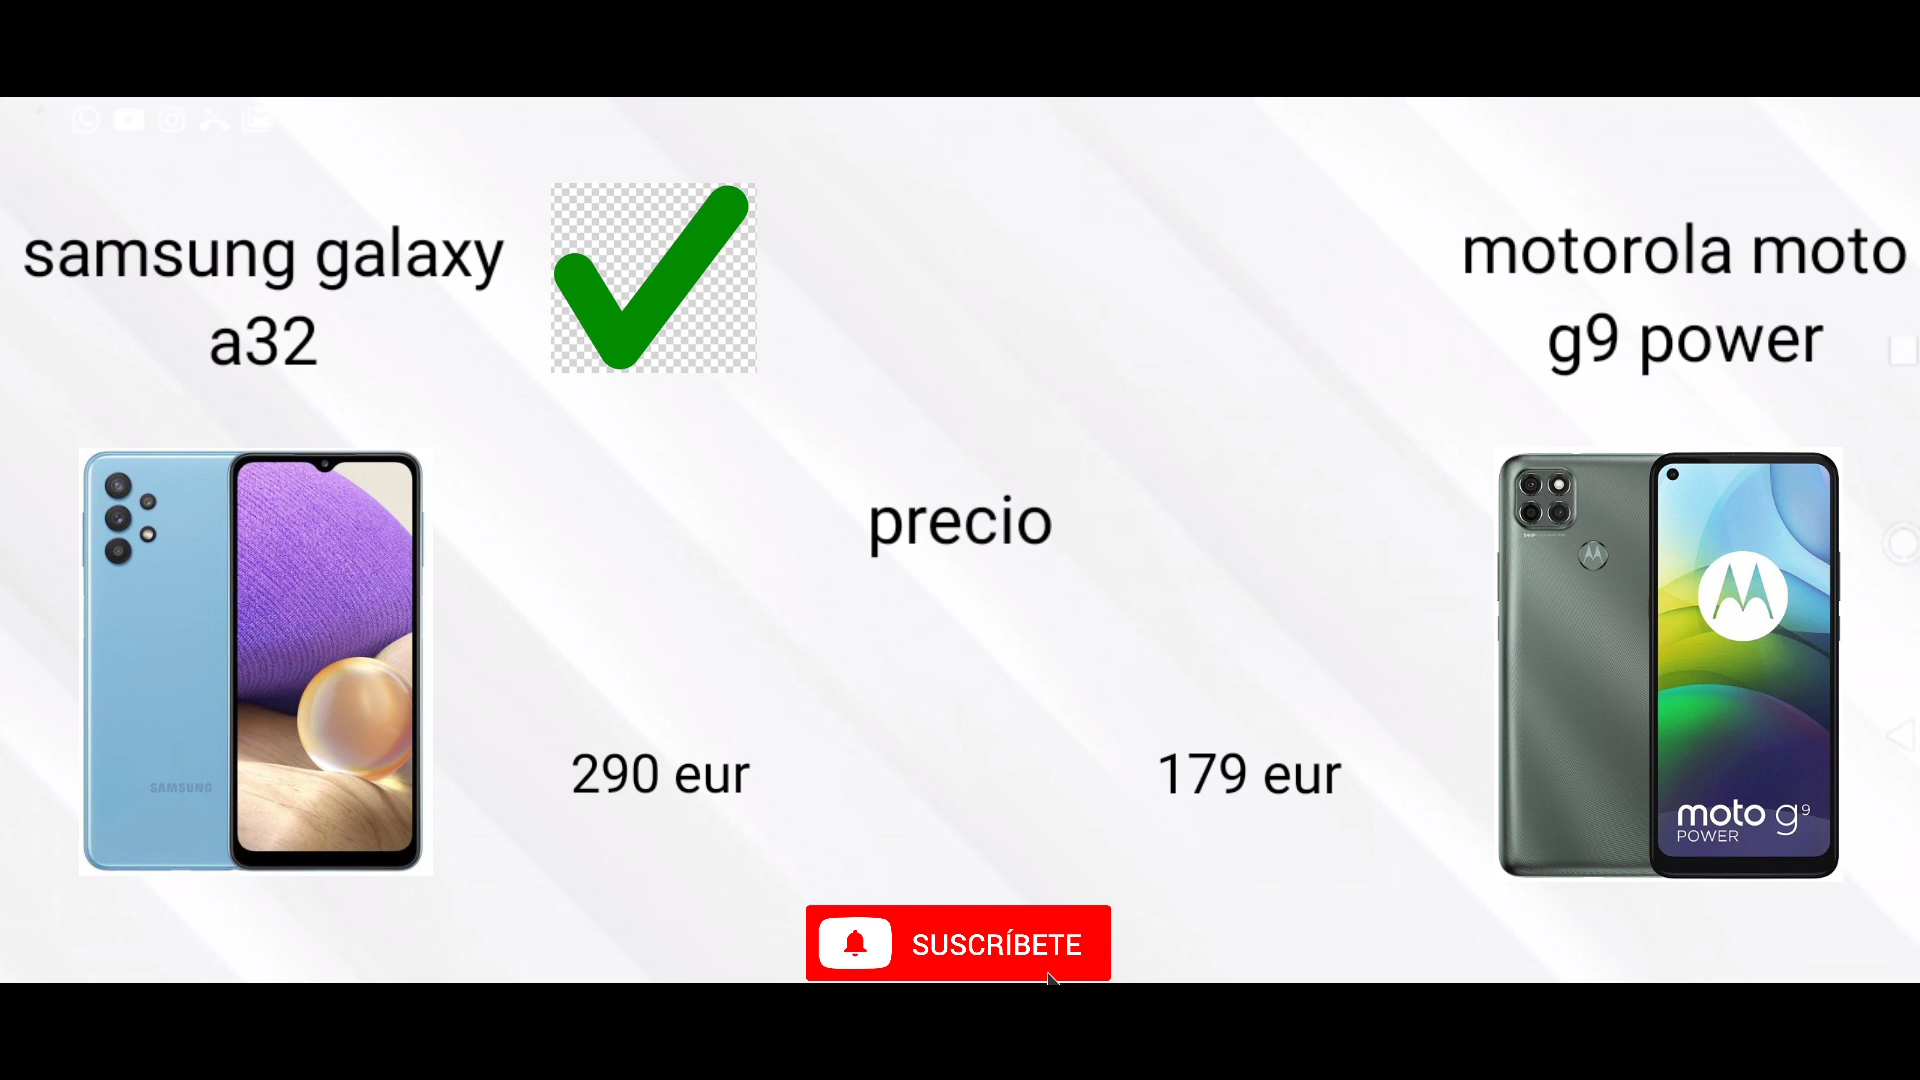 samsung galaxy
a32
motorola moto
g9 power
precio
SAMSUNG
290 eur
179 eur
moto g9
POWER
SUSCRÍBETE